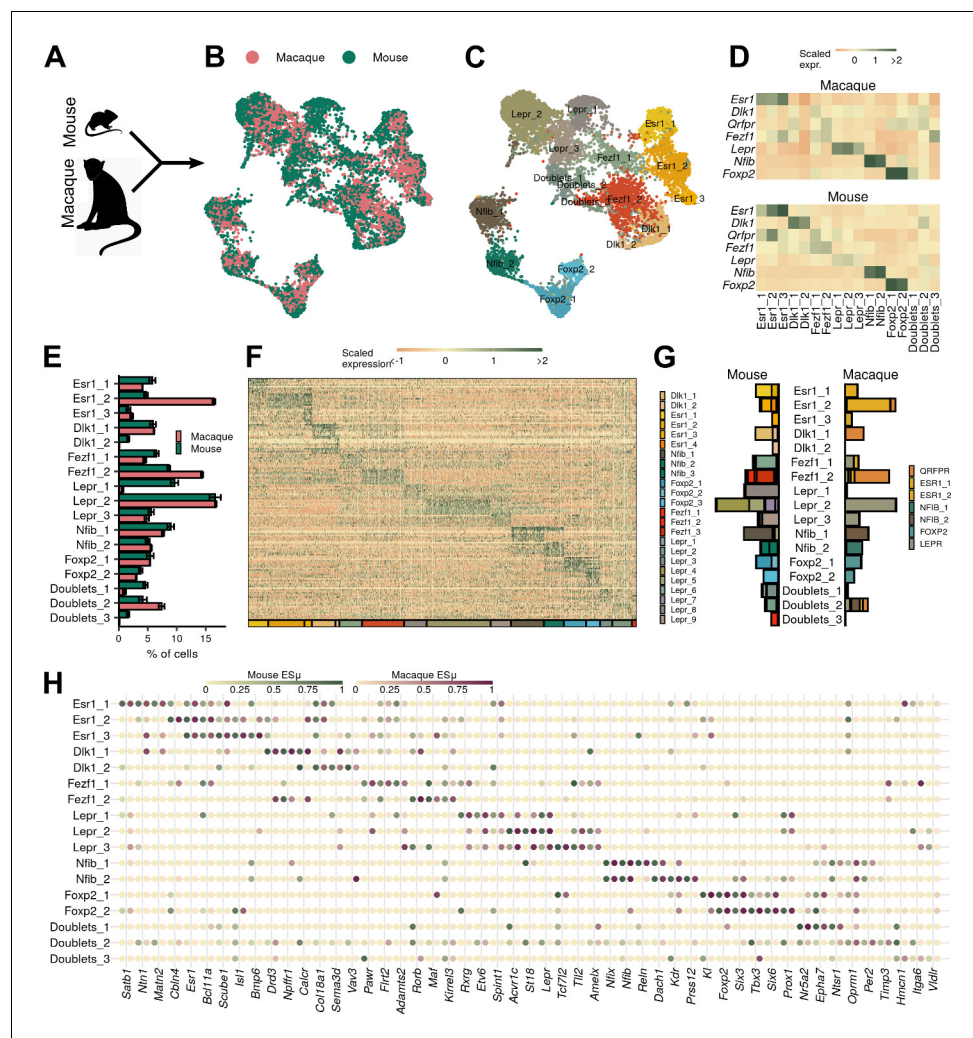 A
Mouse
Macaque
B
Macaque
Mouse
C
Lepr_2
Lepr_1
Esr1_1
Lepr_3
Fezf1_1
Esr1_2
Doublets_1
Doublets_2
Doublets_3
Fezf1_2
Esr1_3
Nfib_1
Dlk1_1
Dlk1_2
Nfib_2
Foxp2_2
Foxp2_1
D
Scaled
expr.
0 1 >2
Macaque
Esr1
Dlk1
Qrfpr
Fezf1
Lepr
Nfib
Foxp2
Mouse
Esr1
Dlk1
Qrfpr
Fezf1
Lepr
Nfib
Foxp2
Esr1_1
Esr1_2
Esr1_3
Dlk1_1
Dlk1_2
Fezf1_1
Fezf1_2
Lepr_1
Lepr_2
Lepr_3
Nfib_1
Nfib_2
Foxp2_1
Foxp2_2
Doublets_1
Doublets_2
Doublets_3
E
Esr1_1
Esr1_2
Esr1_3
Dlk1_1
Dlk1_2
Fezf1_1
Fezf1_2
Lepr_1
Lepr_2
Lepr_3
Nfib_1
Nfib_2
Foxp2_1
Foxp2_2
Doublets_1
Doublets_2
Doublets_3
Macaque
Mouse
0 5 10 15
% of cells
F
Scaled
expression
<-1 0 1 >2
Dlk1_1
Dlk1_2
Esr1_1
Esr1_2
Esr1_3
Esr1_4
Nfib_1
Nfib_2
Nfib_3
Foxp2_1
Foxp2_2
Foxp2_3
Fezf1_1
Fezf1_2
Fezf1_3
Lepr_1
Lepr_2
Lepr_3
Lepr_4
Lepr_5
Lepr_6
Lepr_7
Lepr_8
Lepr_9
G
Mouse
Macaque
Esr1_1
Esr1_2
Esr1_3
Dlk1_1
Dlk1_2
Fezf1_1
Fezf1_2
Lepr_1
Lepr_2
Lepr_3
Nfib_1
Nfib_2
Foxp2_1
Foxp2_2
Doublets_1
Doublets_2
Doublets_3
QRFPR
ESR1_1
ESR1_2
NFIB_1
NFIB_2
FOXP2
LEPR
H
Mouse ESμ
0 0.25 0.5 0.75 1
Macaque ESμ
0 0.25 0.5 0.75 1
Esr1_1
Esr1_2
Esr1_3
Dlk1_1
Dlk1_2
Fezf1_1
Fezf1_2
Lepr_1
Lepr_2
Lepr_3
Nfib_1
Nfib_2
Foxp2_1
Foxp2_2
Doublets_1
Doublets_2
Doublets_3
Satb1
Ntn1
Matn2
Cbln4
Esr1
Bcl11a
Scube1
Isl1
Bmp6
Drd3
Npffr1
Calcr
Col18a1
Sema3d
Vav3
Pawr
Flrt2
Adamts2
Rorb
Maf
Kirrel3
Rxrg
Etv6
Spint1
Acvr1c
St18
Lepr
Tcf7l2
Tll2
Amelx
Nfix
Nfib
Reln
Dach1
Kdr
Prss12
Kl
Foxp2
Six3
Tbx3
Six6
Prox1
Nr5a2
Epha7
Ntsr1
Oprm1
Per2
Timp3
Hmcn1
Itga6
Vldlr